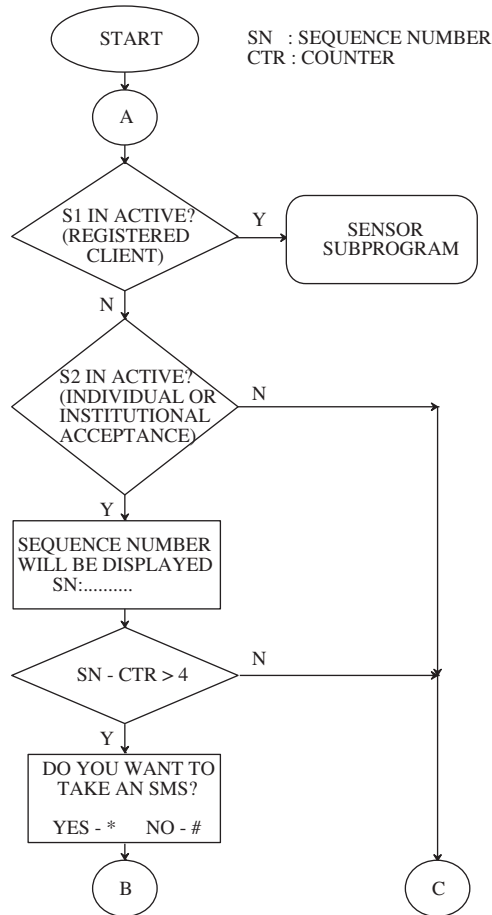 START
SN : SEQUENCE NUMBER
CTR : COUNTER
A
S1 IN ACTIVE?
(REGISTERED
CLIENT)
Y
SENSOR
SUBPROGRAM
N
S2 IN ACTIVE?
(INDIVIDUAL OR
INSTITUTIONAL
ACCEPTANCE)
N
Y
SEQUENCE NUMBER
WILL BE DISPLAYED
SN:..........
SN - CTR > 4
N
Y
DO YOU WANT TO
TAKE AN SMS?
YES - * NO - #
B
C